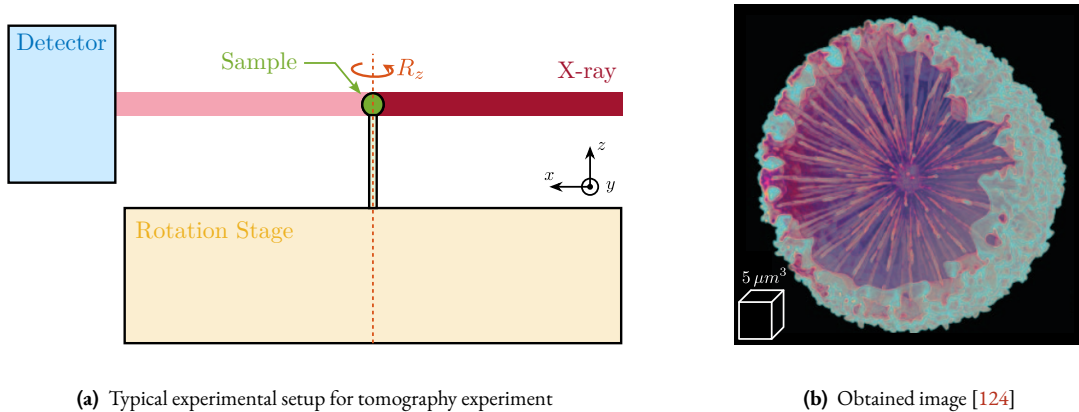 Detector
Sample
R_z
X-ray
z
x
y
Rotation Stage
5 μm³
(a) Typical experimental setup for tomography experiment
(b) Obtained image [124]